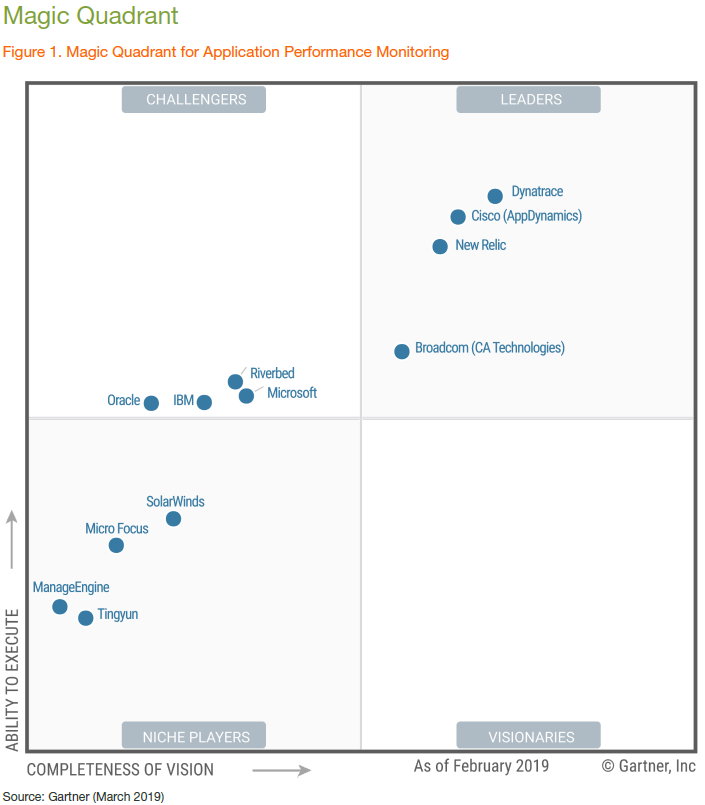 Magic Quadrant
Figure 1. Magic Quadrant for Application Performance Monitoring
CHALLENGERS
LEADERS
Dynatrace
Cisco (AppDynamics)
New Relic
Broadcom (CA Technologies)
Riverbed
Microsoft
Oracle
IBM
SolarWinds
Micro Focus
ManageEngine
Tingyun
ABILITY TO EXECUTE
NICHE PLAYERS
VISIONARIES
COMPLETENESS OF VISION
As of February 2019
© Gartner, Inc
Source: Gartner (March 2019)